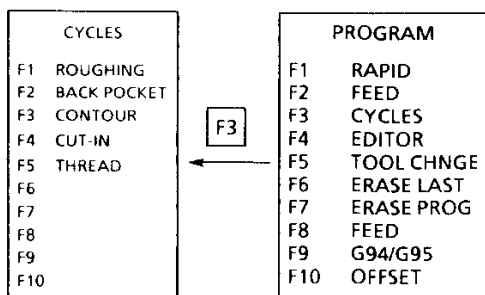 CYCLES
F1 ROUGHING
F2 BACK POCKET
F3 CONTOUR
F4 CUT-IN
F5 THREAD
F6
F7
F8
F9
F10
F3
PROGRAM
F1 RAPID
F2 FEED
F3 CYCLES
F4 EDITOR
F5 TOOL CHNGE
F6 ERASE LAST
F7 ERASE PROG
F8 FEED
F9 G94/G95
F10 OFFSET